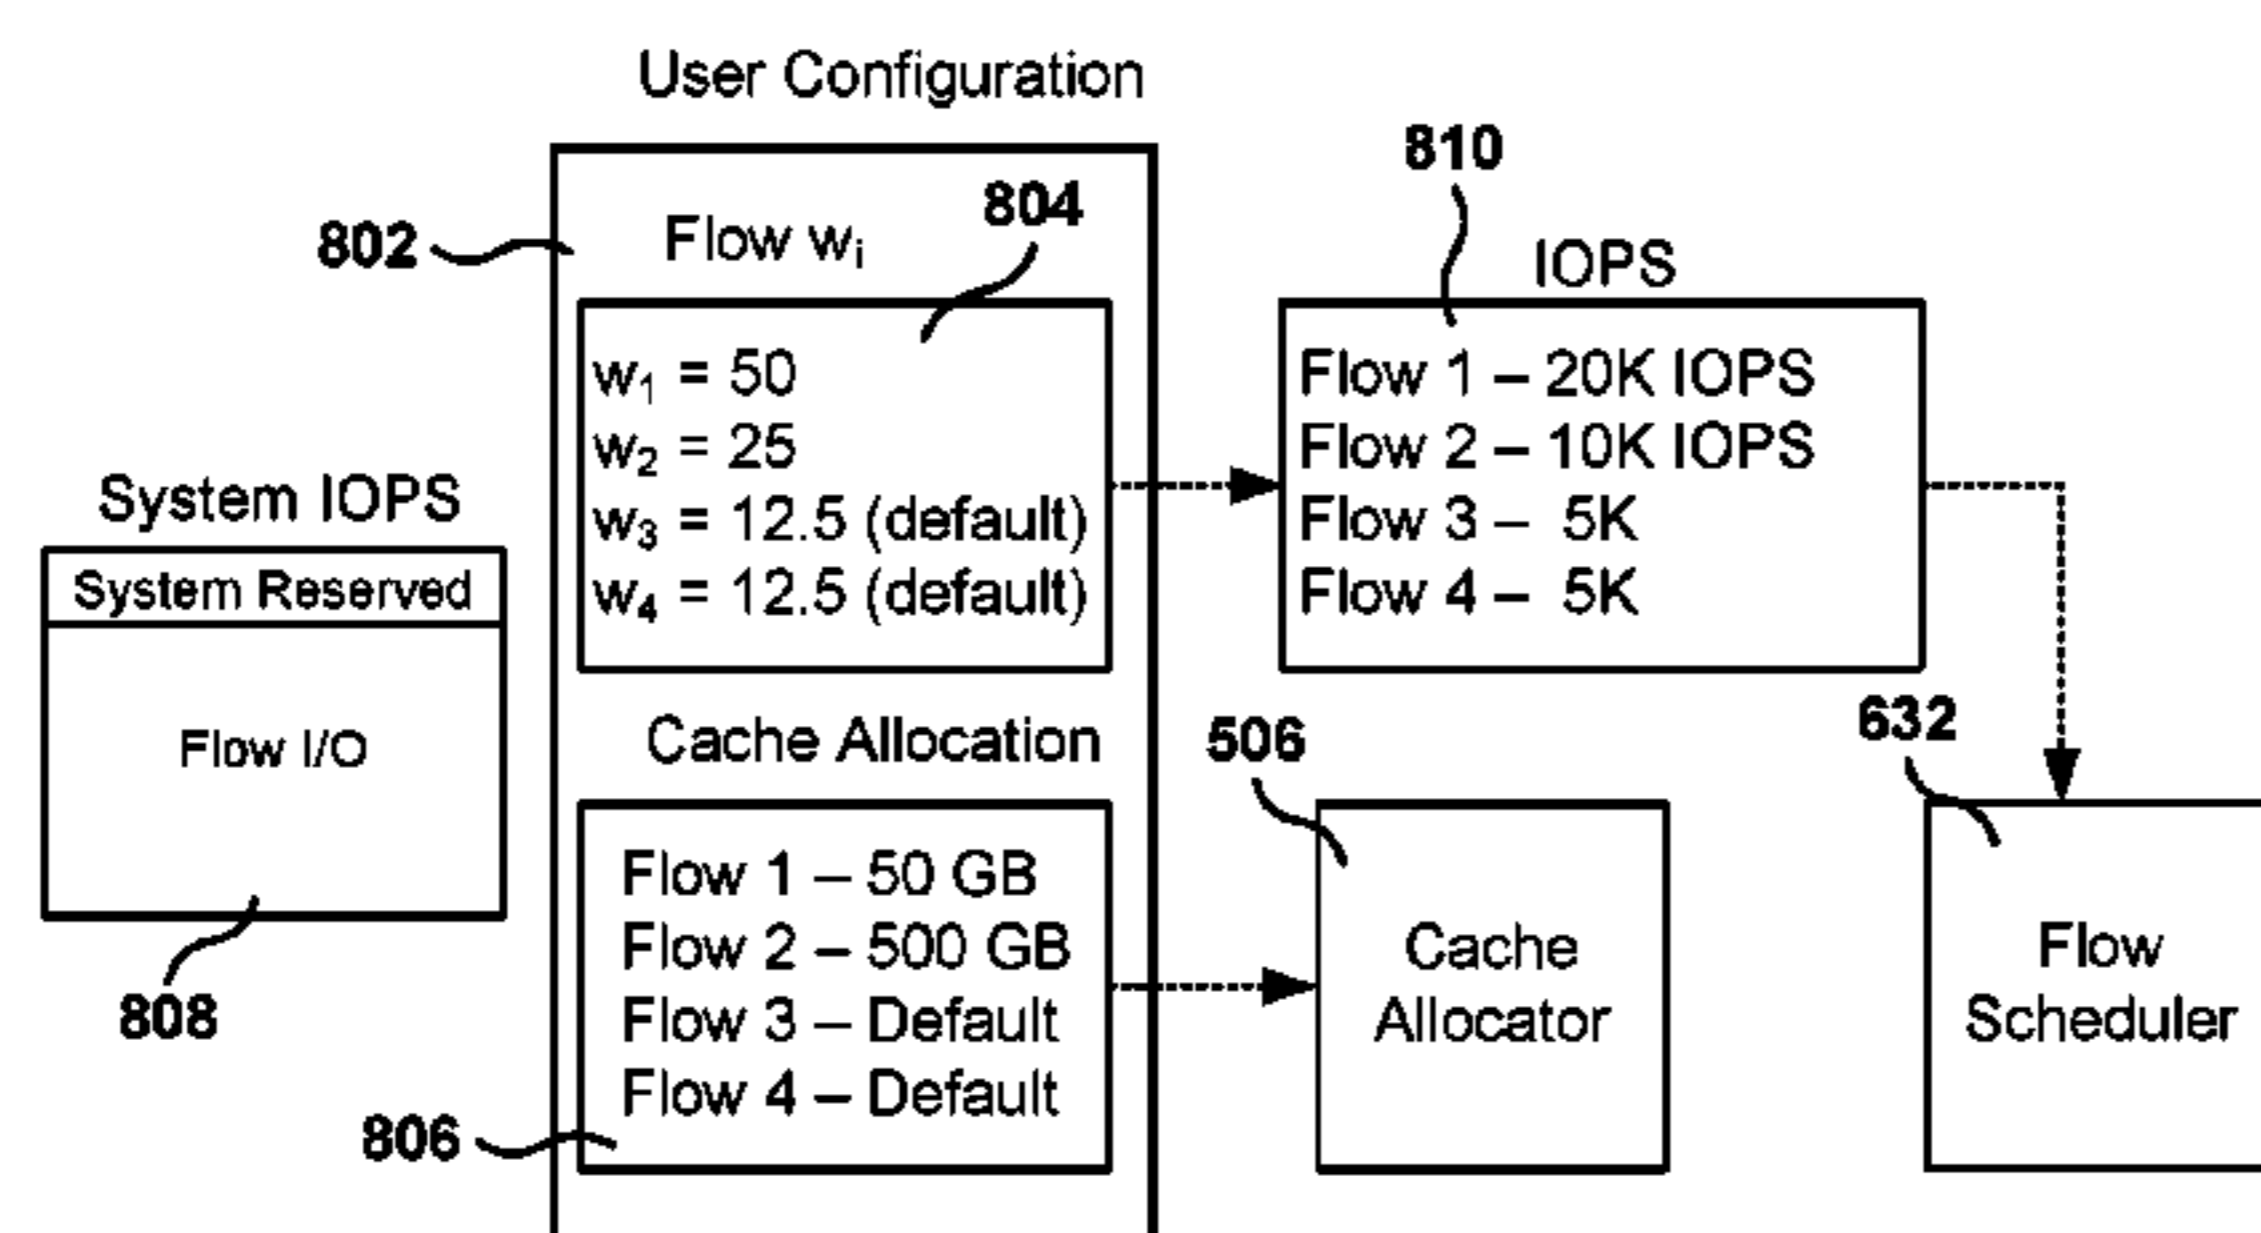 User Configuration
802
Flow wᵢ
804
w₁ = 50
w₂ = 25
w₃ = 12.5 (default)
w₄ = 12.5 (default)
810
IOPS
Flow 1 – 20K IOPS
Flow 2 – 10K IOPS
Flow 3 – 5K
Flow 4 – 5K
System IOPS
System Reserved
Flow I/O
808
Cache Allocation
Flow 1 – 50 GB
Flow 2 – 500 GB
Flow 3 – Default
Flow 4 – Default
806
506
Cache
Allocator
632
Flow
Scheduler